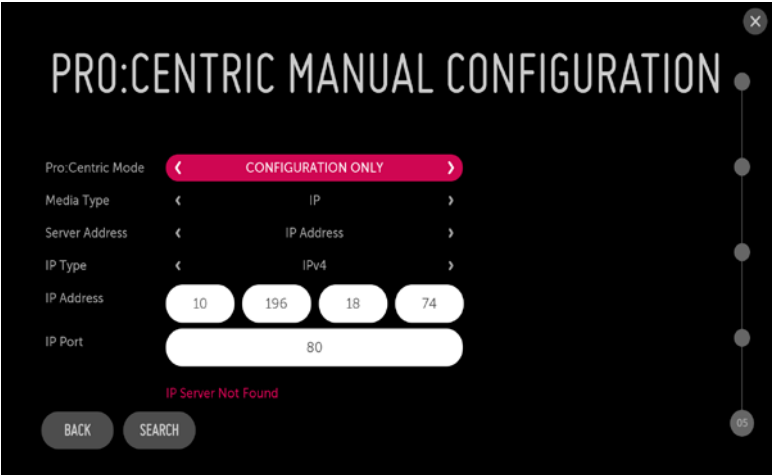 PRO:CENTRIC MANUAL CONFIGURATION
Pro:Centric Mode CONFIGURATION ONLY
Media Type IP
Server Address IP Address
IP Type IPv4
IP Address 10 196 18 74
IP Port 80
IP Server Not Found
BACK SEARCH
05